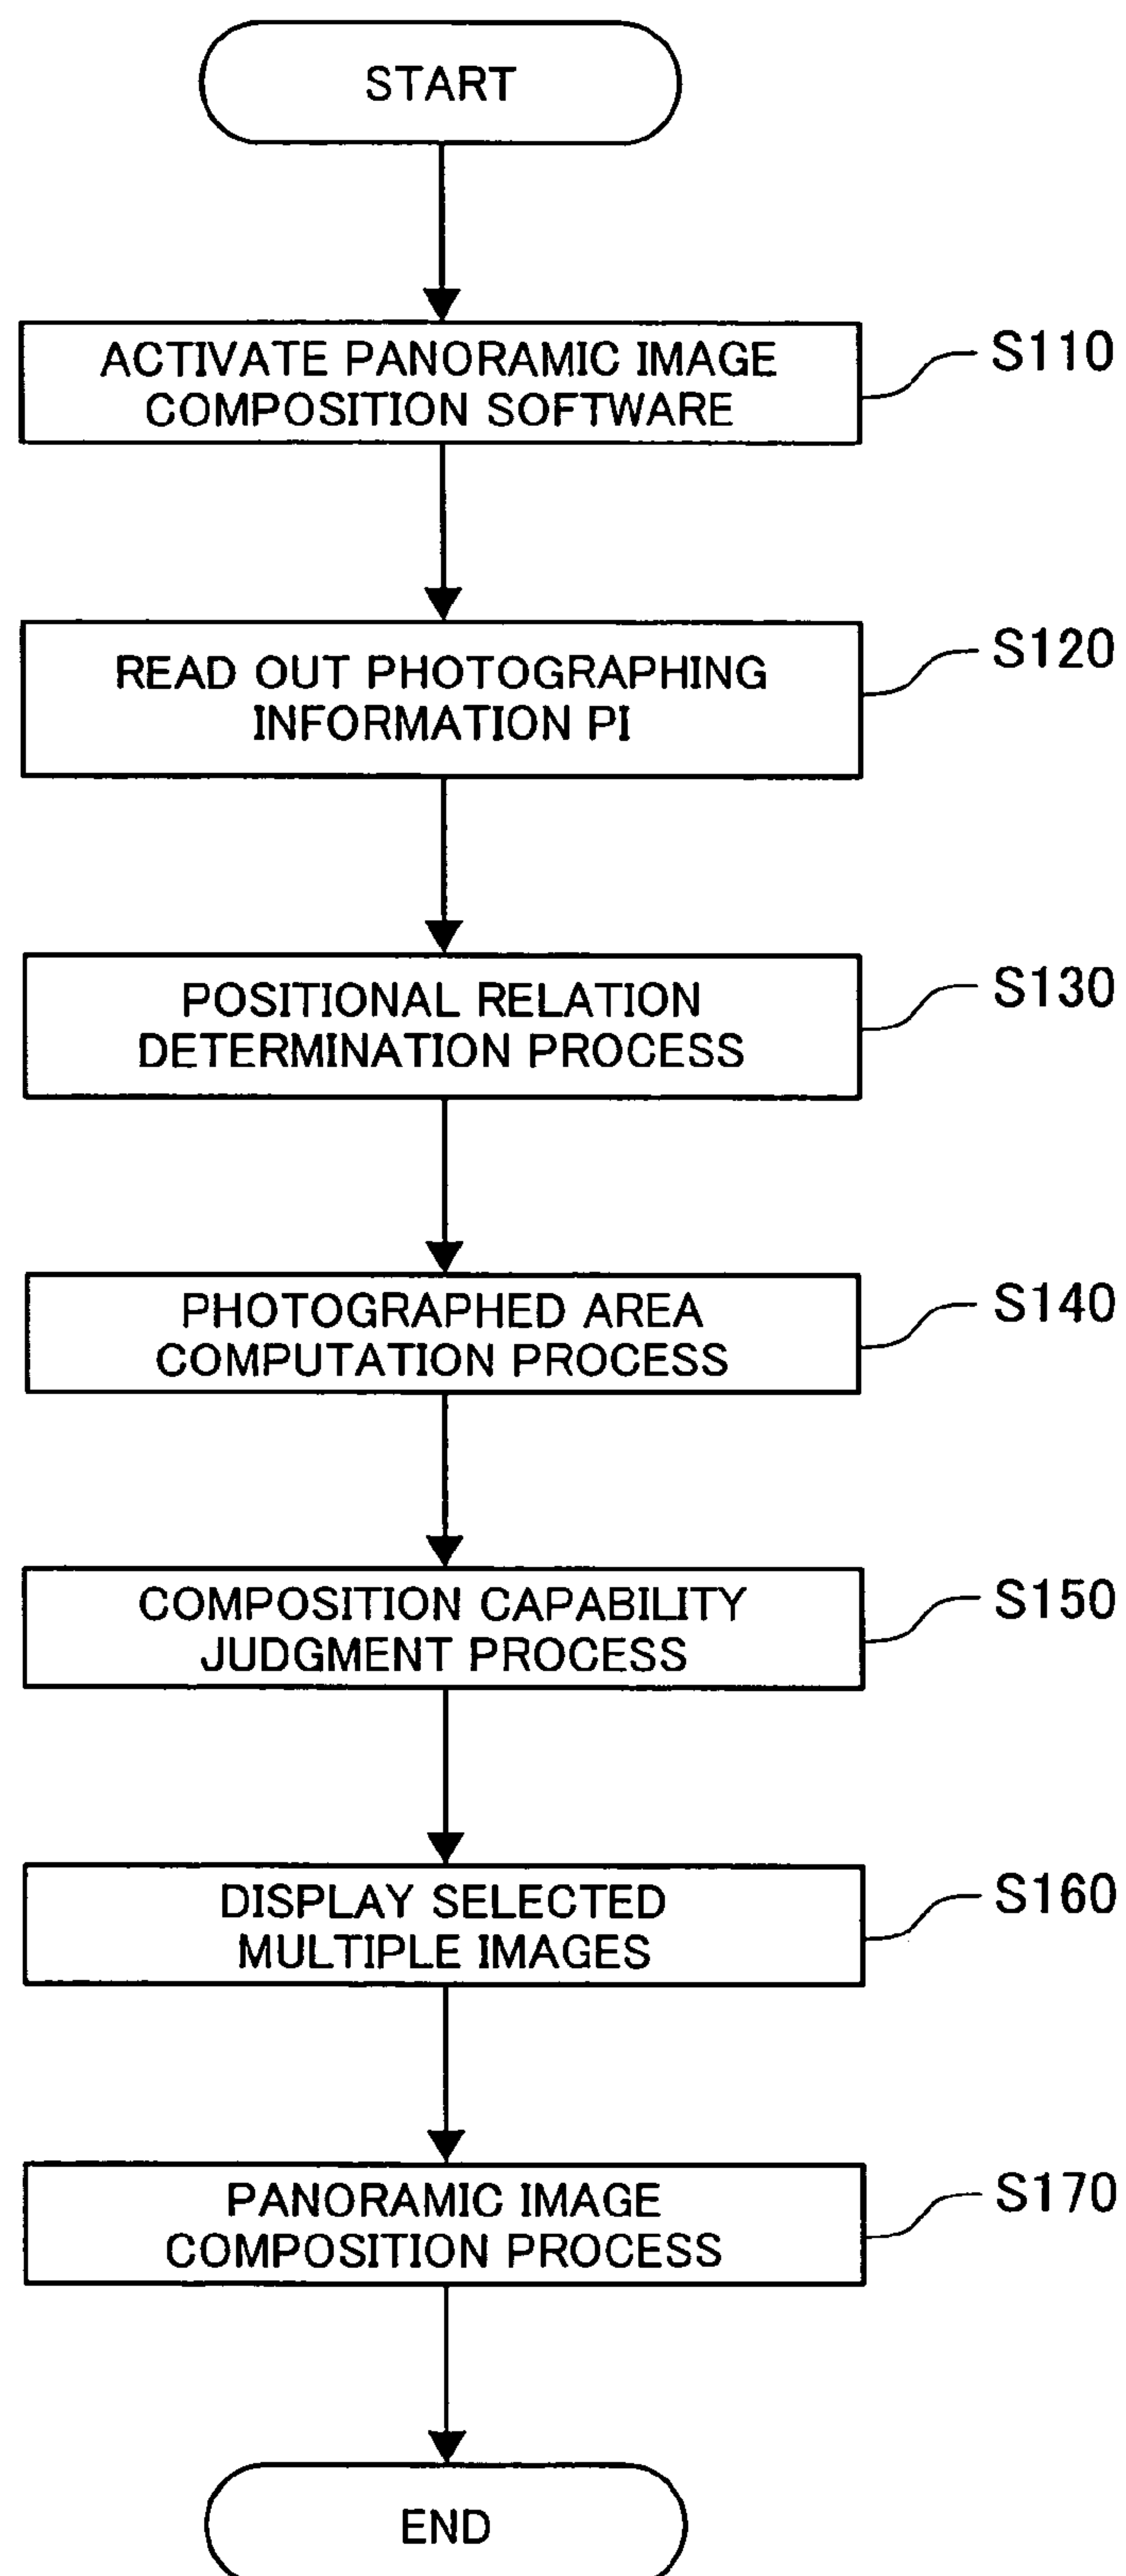 START
ACTIVATE PANORAMIC IMAGE
COMPOSITION SOFTWARE
S110
READ OUT PHOTOGRAPHING
INFORMATION PI
S120
POSITIONAL RELATION
DETERMINATION PROCESS
S130
PHOTOGRAPHED AREA
COMPUTATION PROCESS
S140
COMPOSITION CAPABILITY
JUDGMENT PROCESS
S150
DISPLAY SELECTED
MULTIPLE IMAGES
S160
PANORAMIC IMAGE
COMPOSITION PROCESS
S170
END